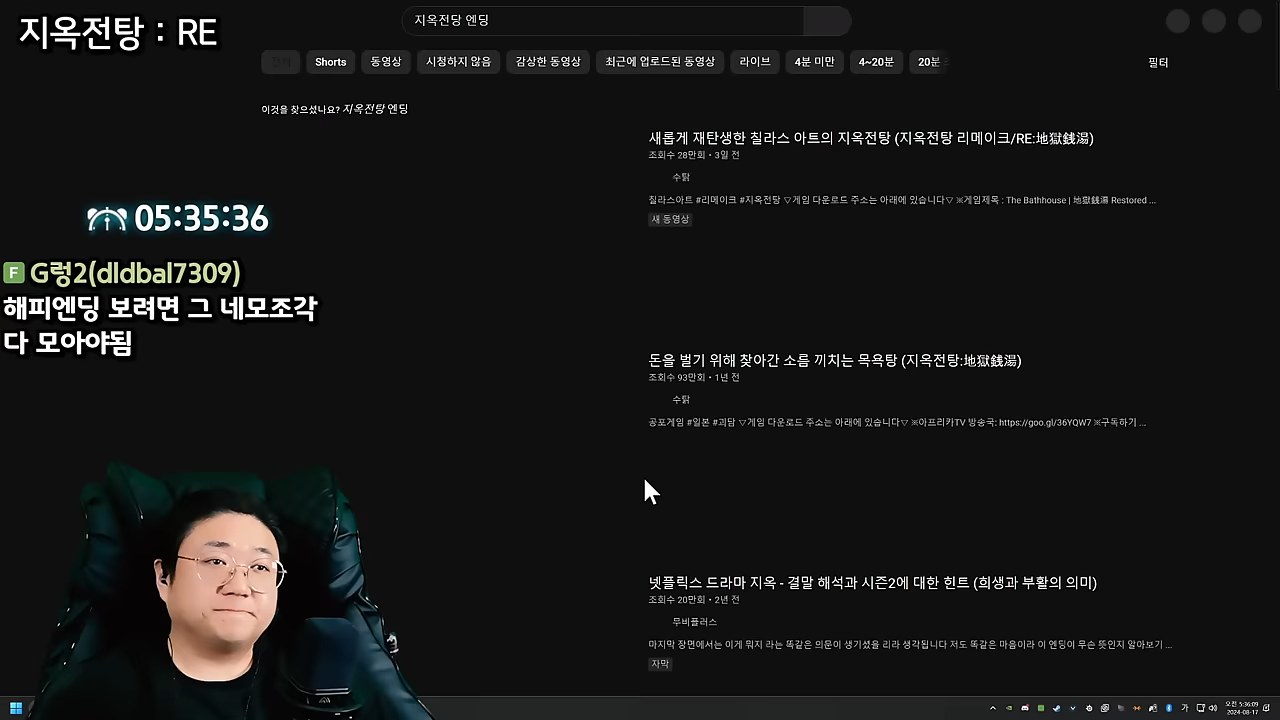 지옥전탕 : RE
지옥전당 엔딩
Shorts
동영상
시청하지 않음
감상한 동영상
최근에 업로드된 동영상
라이브
4분 미만
4~20분
20분
필터
이것을 찾으셨나요? 지옥전탕 엔딩
새롭게 재탄생한 칠라스 아트의 지옥전탕 (지옥전탕 리메이크/RE:地獄銭湯)
조회수 28만회 • 3일 전
수탉
칠라스아트 #리메이크 #지옥전탕 ▽게임 다운로드 주소는 아래에 있습니다▽ ※게임제목 : The Bathhouse | 地獄銭湯 Restored ...
새 동영상
05:35:36
F G렁2(dldbal7309)
해피엔딩 보려면 그 네모조각
다 모아야됨
돈을 벌기 위해 찾아간 소름 끼치는 목욕탕 (지옥전탕:地獄銭湯)
조회수 93만회 • 1년 전
수탉
공포게임 #일본 #괴담 ▽게임 다운로드 주소는 아래에 있습니다▽ ※아프리카TV 방송국: https://goo.gl/36YQW7 ※구독하기 ...
넷플릭스 드라마 지옥 - 결말 해석과 시즌2에 대한 힌트 (희생과 부활의 의미)
조회수 20만회 • 2년 전
무비플러스
마지막 장면에서는 이게 뭐지 라는 똑같은 의문이 생기셨을 리라 생각됩니다 저도 똑같은 마음이라 이 엔딩이 무슨 뜻인지 알아보기 ...
자막
가
오전 5:36:09
2024-08-17